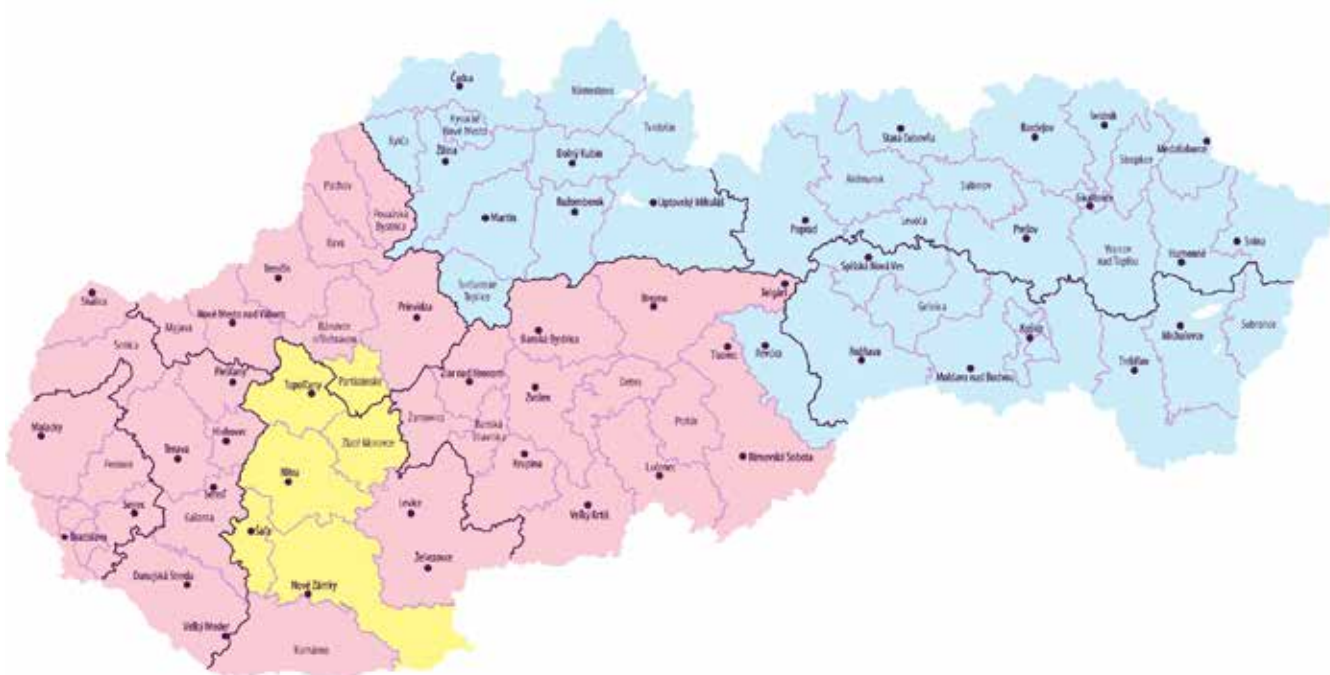 Čadca
Námestovo
Kysucké
Nové Mesto
Tvrdošín
Bytča
Žilina
Dolný Kubín
Stará Ľubovňa
Bardejov
Svidník
Medzilaborce
Stropkov
Kežmarok
Sabinov
Levoča
Púchov
Považská
Bystrica
Ilava
Martin
Ružomberok
Liptovský Mikuláš
Poprad
Prešov
Vranov
nad Topľou
Humenné
Snina
Spišská Nová Ves
Turčianske
Teplice
Trenčín
Skalica
Nové Mesto nad Váhom
Myjava
Bánovce
Prievidza
Senica
Brezno
Telgárt
Gelnica
Košice
Michalovce
Sobrance
Banská Bystrica
Tisovec
Revúca
Rožňava
Moldava nad Bodvou
Trebišov
Piešťany
Topoľčany
Partizánske
Žiar nad Hronom
Zvolen
Detva
Malacky
Pezinok
Trnava
Hlohovec
Zlaté Moravce
Žarnovica
Banská
Štiavnica
Poltár
Rimavská Sobota
Krupina
Lučenec
Nitra
Sereď
Senec
Galanta
Levice
Veľký Krtíš
Bratislava
Šaľa
Želiezovce
Dunajská Streda
Nové Zámky
Veľký Meder
Komárno